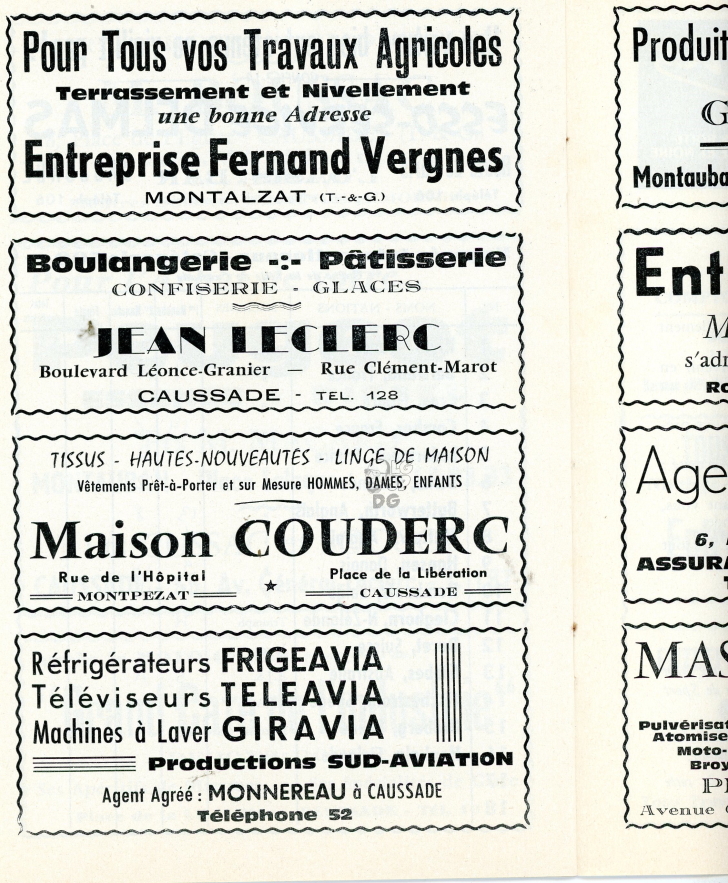 Pour Tous vos Travaux Agricoles
Terrassement et Nivellement
une bonne Adresse
Entreprise Fernand Vergnes
MONTALZAT (T.-&-G.)
Boulangerie -:- Pâtisserie
CONFISERIE - GLACES
JEAN LECLERC
Boulevard Léonce-Granier — Rue Clément-Marot
CAUSSADE - TEL. 128
TISSUS - HAUTES-NOUVEAUTÉS - LINGE DE MAISON
Vêtements Prêt-à-Porter et sur Mesure HOMMES, DAMES, ENFANTS
DG
Maison COUDERC
Rue de l'Hôpital
MONTPEZAT
★
Place de la Libération
CAUSSADE
Réfrigérateurs FRIGEAVIA
Téléviseurs TELEAVIA
Machines à Laver GIRAVIA
Productions SUD-AVIATION
Agent Agréé : MONNEREAU à CAUSSADE
Téléphone 52
Produit
G
Montauba
Ent
M
s'adr
Ro
Age
6,
ASSURA
MAS
Pulvérisat
Atomise
Moto-
Broy
Avenue